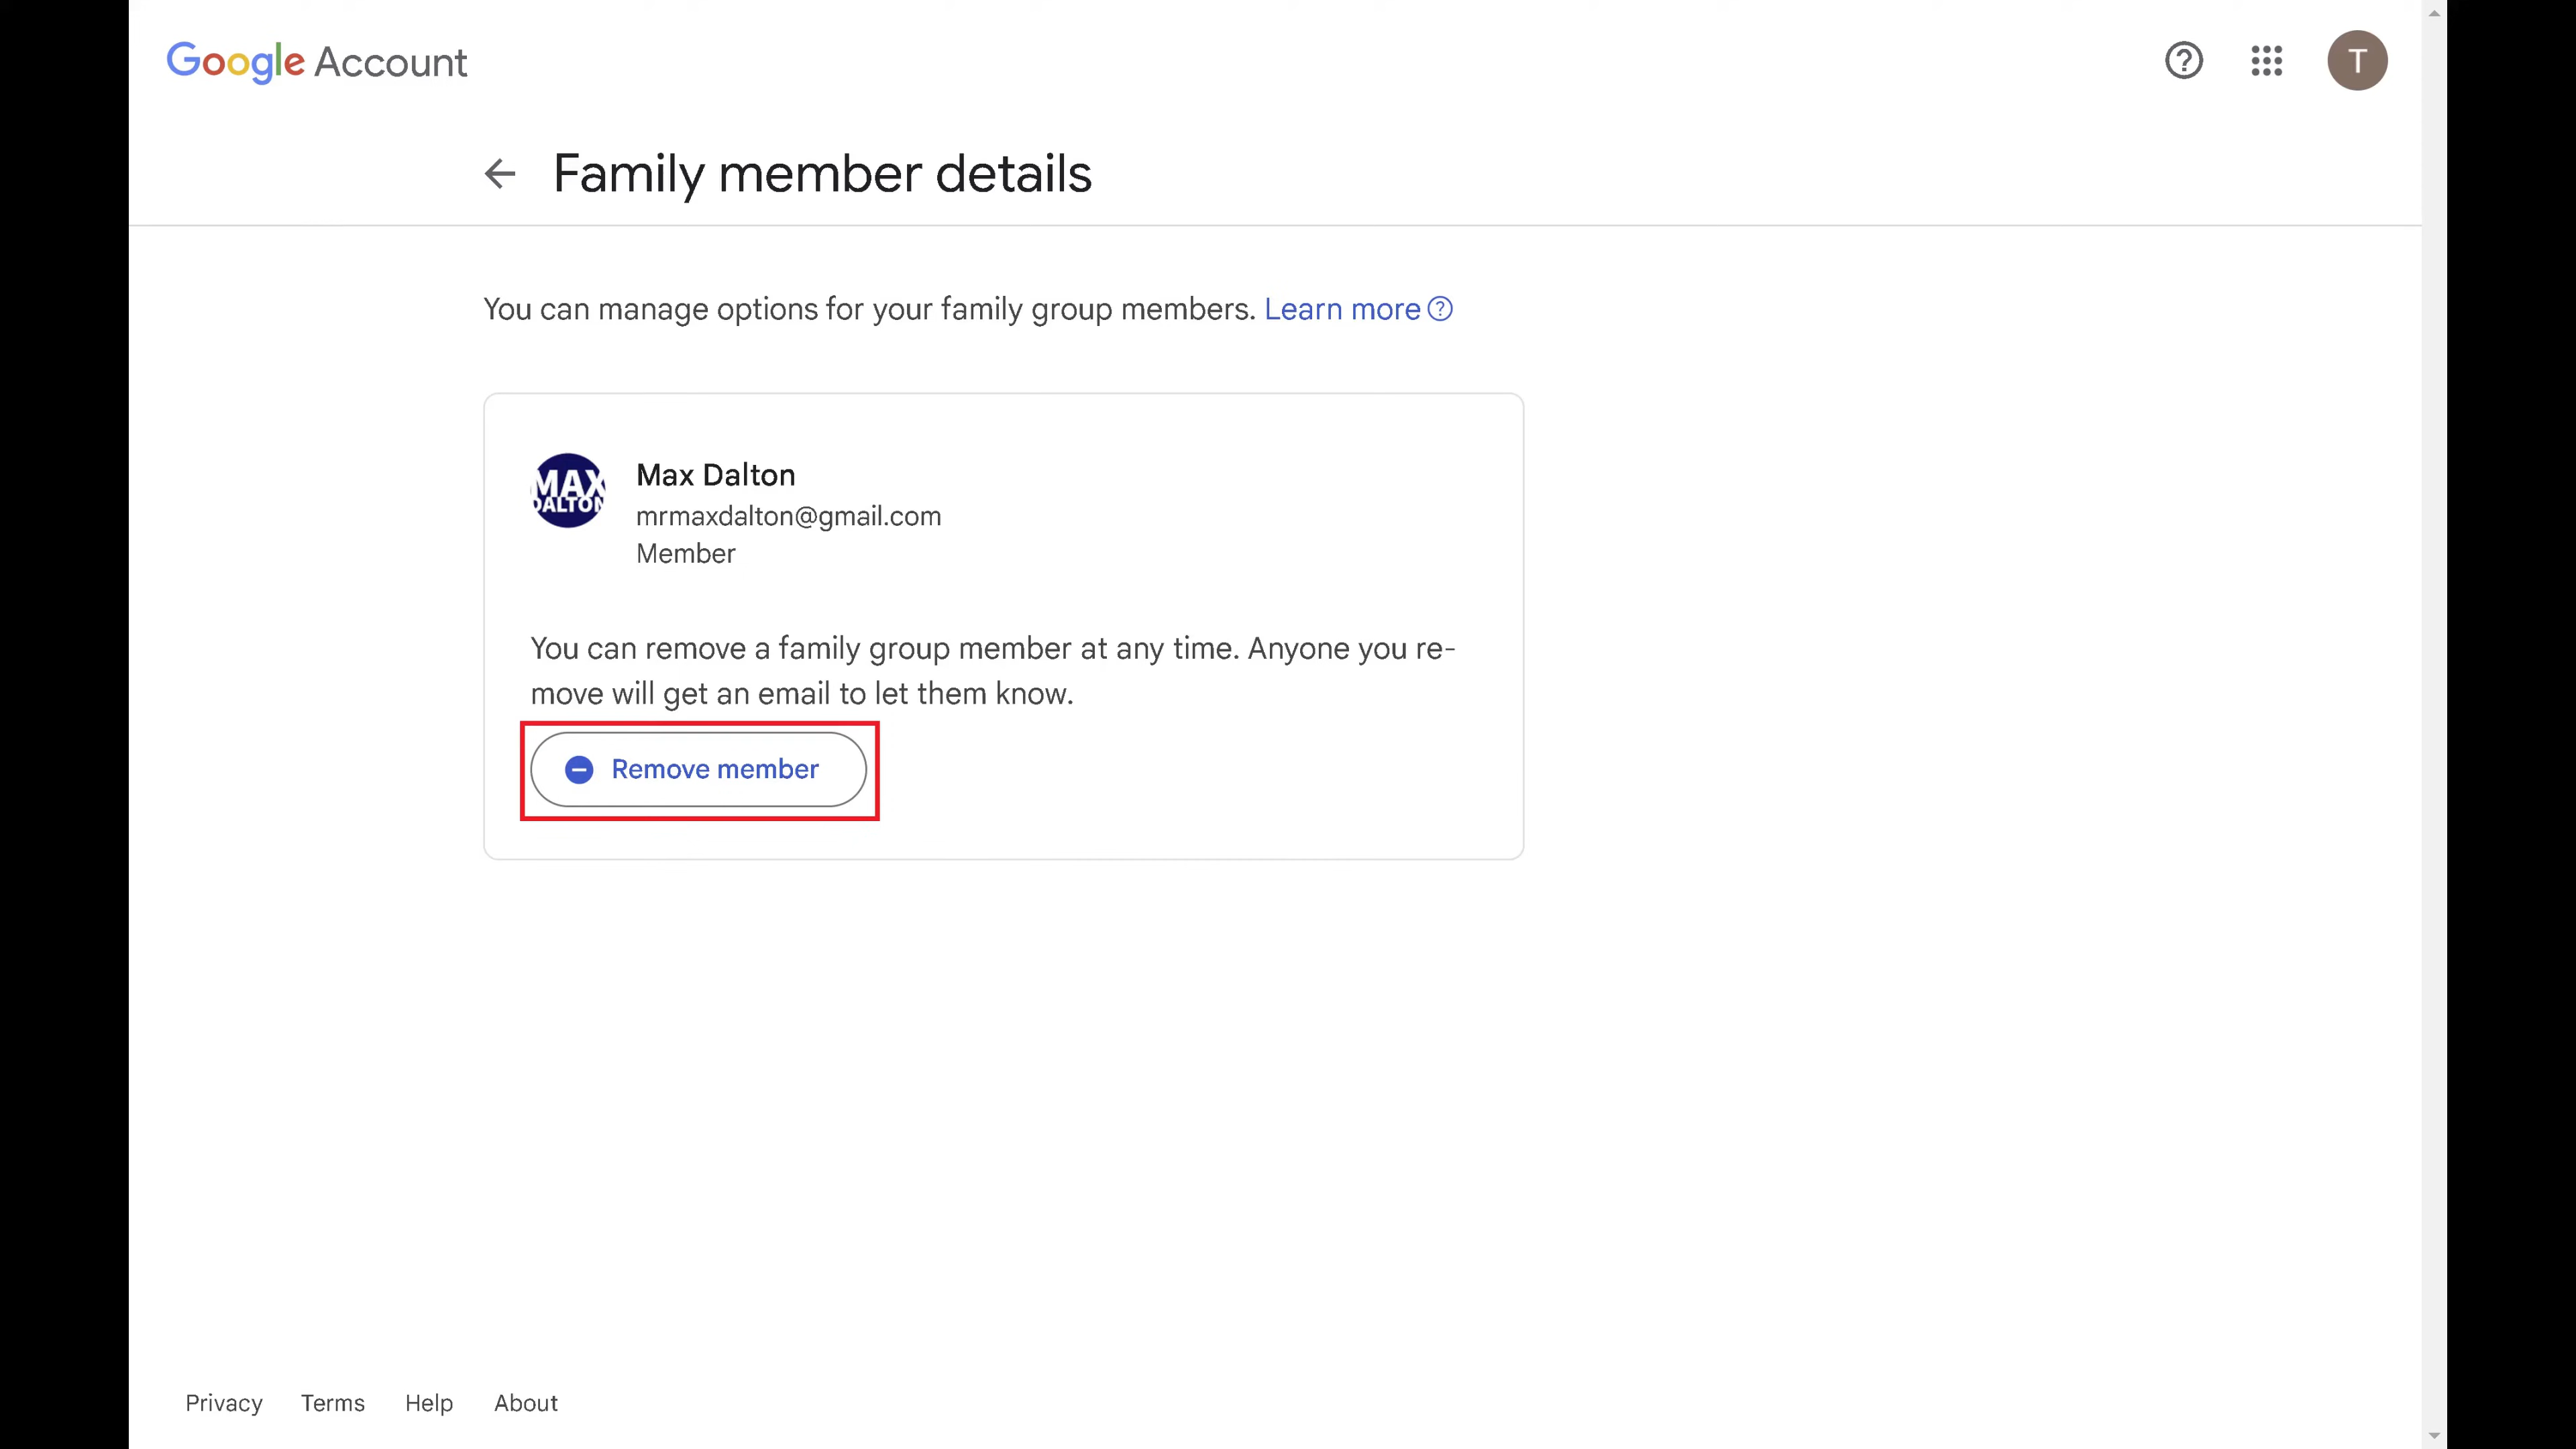 Google Account
T
Family member details
You can manage options for your family group members. Learn more
MAX
DALTON
Max Dalton
mrmaxdalton@gmail.com
Member
You can remove a family group member at any time. Anyone you re-
move will get an email to let them know.
Remove member
Privacy Terms Help About